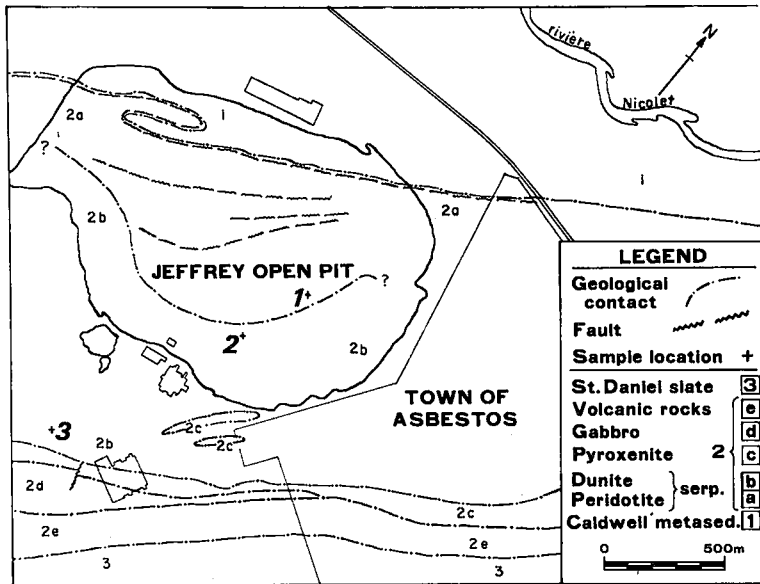 rivière
Nicolet
N
1
2a
?
1
2a
2b
JEFFREY OPEN PIT
1+
?
2+
2b
TOWN OF
ASBESTOS
2c
2c
+3
2b
2d
2c
2e
2e
3
3
LEGEND
Geological
contact
Fault
Sample location +
St. Daniel slate 3
Volcanic rocks e
Gabbro d
Pyroxenite 2 c
Dunite b
Peridotite serp. a
Caldwell metased. 1
0 500m